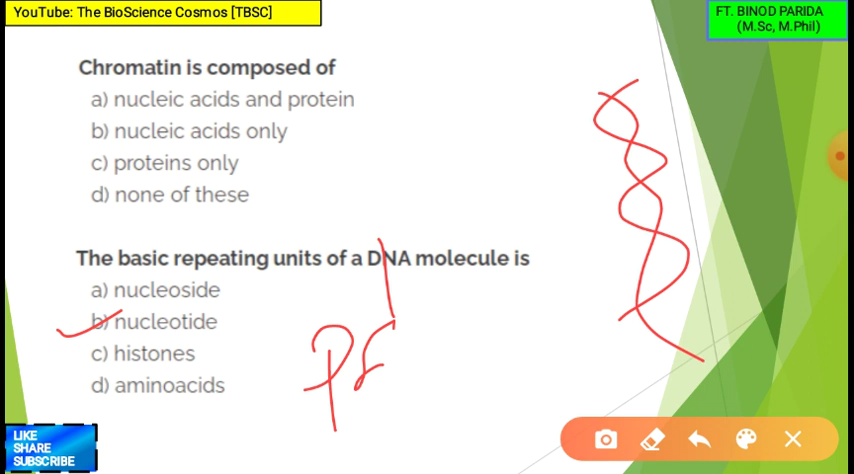 YouTube: The BioScience Cosmos [TBSC]
FT. BINOD PARIDA
(M.Sc, M.Phil)
Chromatin is composed of
a) nucleic acids and protein
b) nucleic acids only
c) proteins only
d) none of these
The basic repeating units of a DNA molecule is
a) nucleoside
b) nucleotide
c) histones
d) aminoacids
LIKE
SHARE
SUBSCRIBE